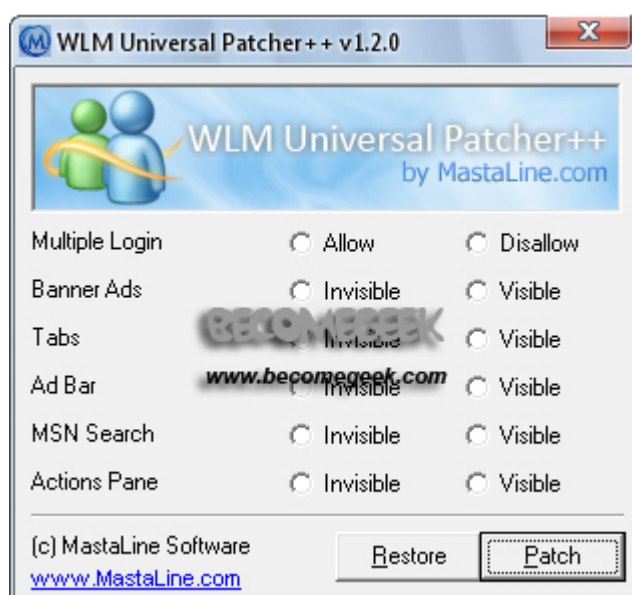 WLM Universal Patcher++ v1.2.0
WLM Universal Patcher++
by MastaLine.com
Multiple Login Allow Disallow
Banner Ads Invisible Visible
BECOMEGEEK
Tabs Invisible Visible
www.becomegeek.com
Ad Bar Invisible Visible
MSN Search Invisible Visible
Actions Pane Invisible Visible
(c) MastaLine Software Restore Patch
www.MastaLine.com